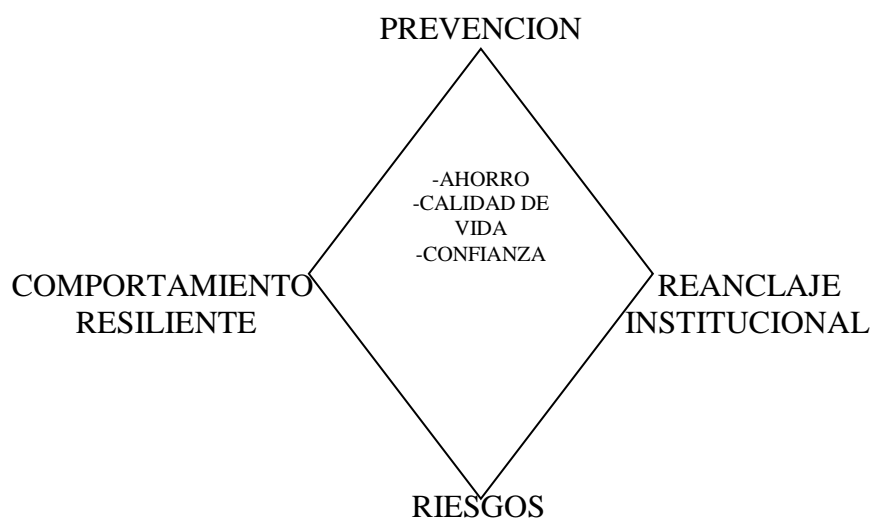 PREVENCION
-AHORRO
-CALIDAD DE
VIDA
-CONFIANZA
COMPORTAMIENTO
RESILIENTE
REANCLAJE
INSTITUCIONAL
RIESGOS